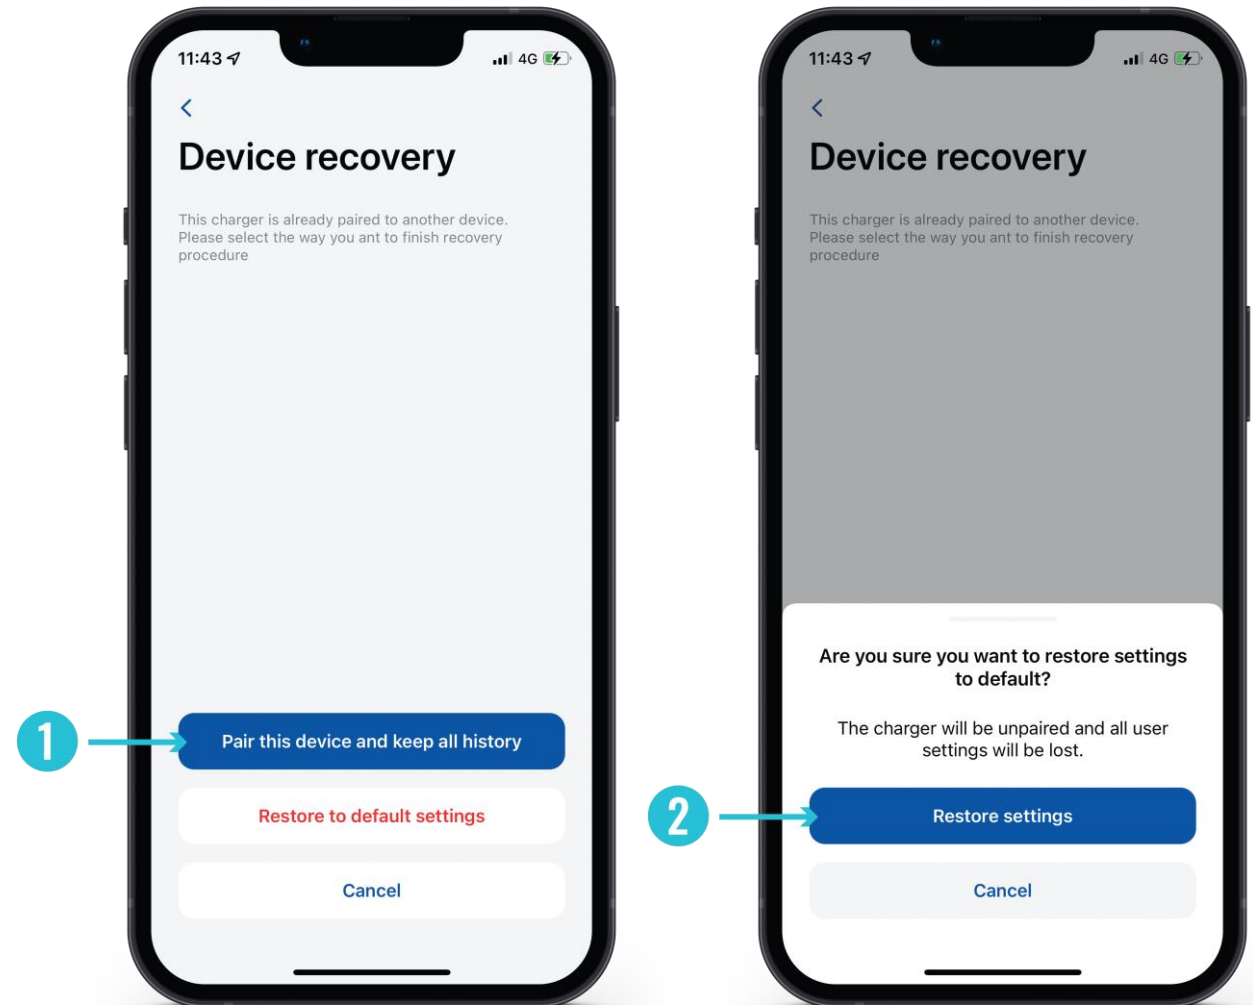 11:43
4G
Device recovery
This charger is already paired to another device.
Please select the way you ant to finish recovery
procedure
1
Pair this device and keep all history
Restore to default settings
Cancel
11:43
4G
Device recovery
This charger is already paired to another device.
Please select the way you ant to finish recovery
procedure
Are you sure you want to restore settings
to default?
The charger will be unpaired and all user
settings will be lost.
2
Restore settings
Cancel